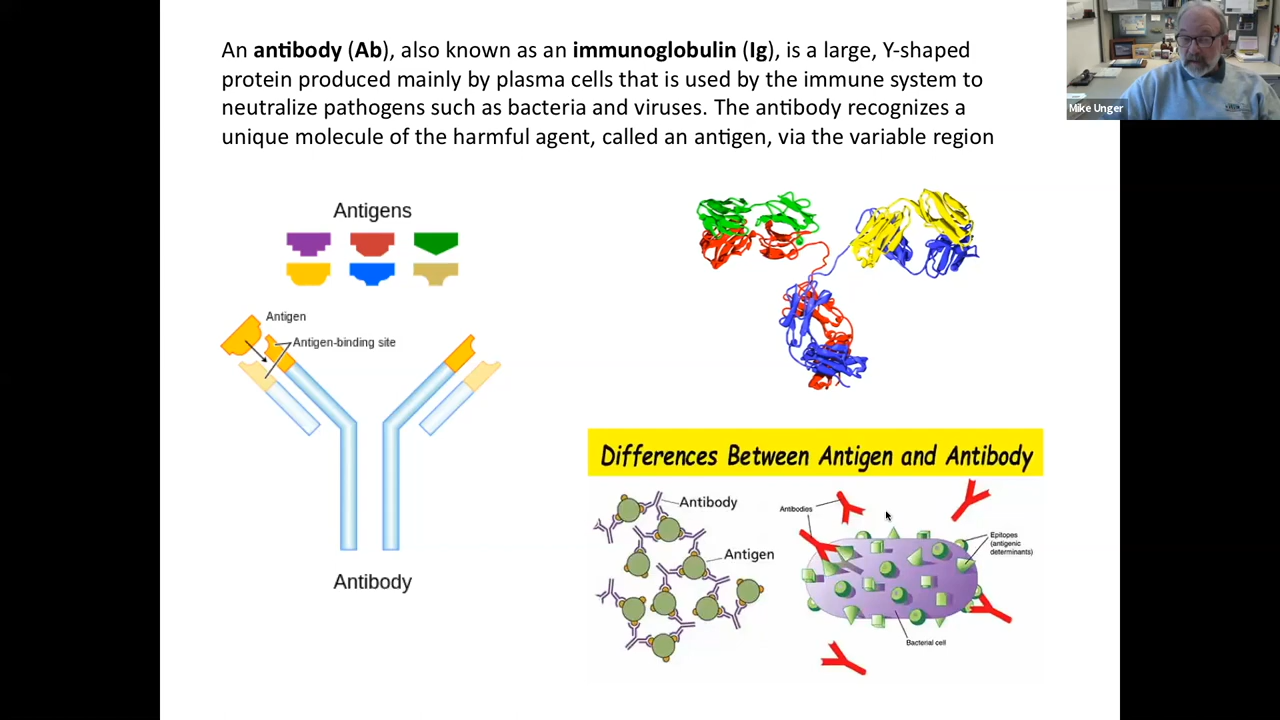 An antibody (Ab), also known as an immunoglobulin (Ig), is a large, Y-shaped
protein produced mainly by plasma cells that is used by the immune system to
neutralize pathogens such as bacteria and viruses. The antibody recognizes a
unique molecule of the harmful agent, called an antigen, via the variable region
Mike Unger
Antigens
Antigen
Antigen-binding site
Antibody
Differences Between Antigen and Antibody
Antibody
Antigen
Antibodies
Epitopes
(antigenic
determinants)
Bacterial cell